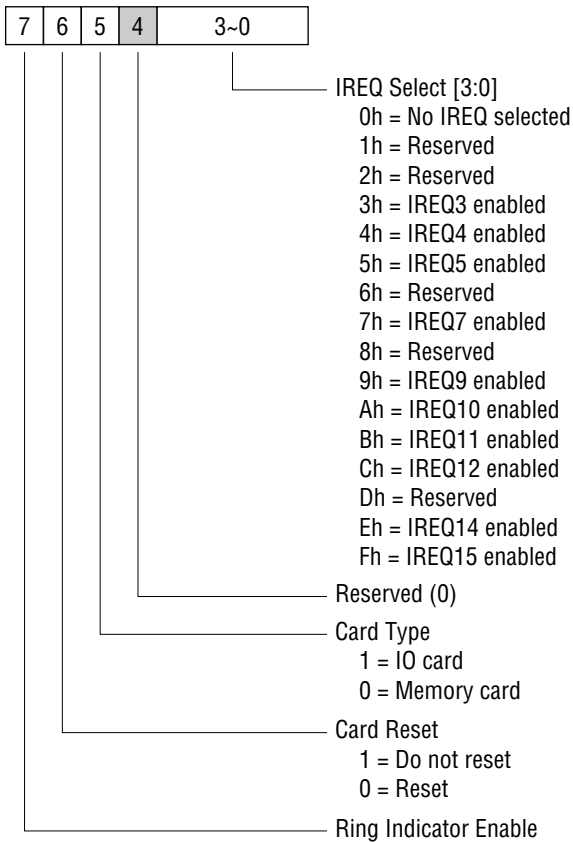 7 6 5 4 3~0
IREQ Select [3:0]
0h = No IREQ selected
1h = Reserved
2h = Reserved
3h = IREQ3 enabled
4h = IREQ4 enabled
5h = IREQ5 enabled
6h = Reserved
7h = IREQ7 enabled
8h = Reserved
9h = IREQ9 enabled
Ah = IREQ10 enabled
Bh = IREQ11 enabled
Ch = IREQ12 enabled
Dh = Reserved
Eh = IREQ14 enabled
Fh = IREQ15 enabled
Reserved (0)
Card Type
1 = IO card
0 = Memory card
Card Reset
1 = Do not reset
0 = Reset
Ring Indicator Enable